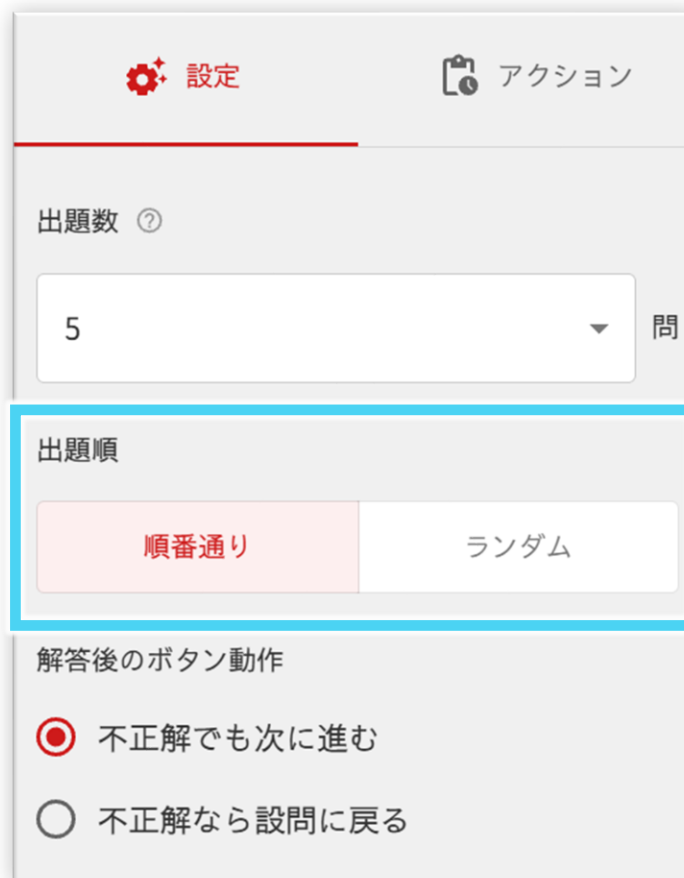 設定 アクション
出題数 ?
5 問
出題順
順番通り ランダム
解答後のボタン動作
不正解でも次に進む
不正解なら設問に戻る